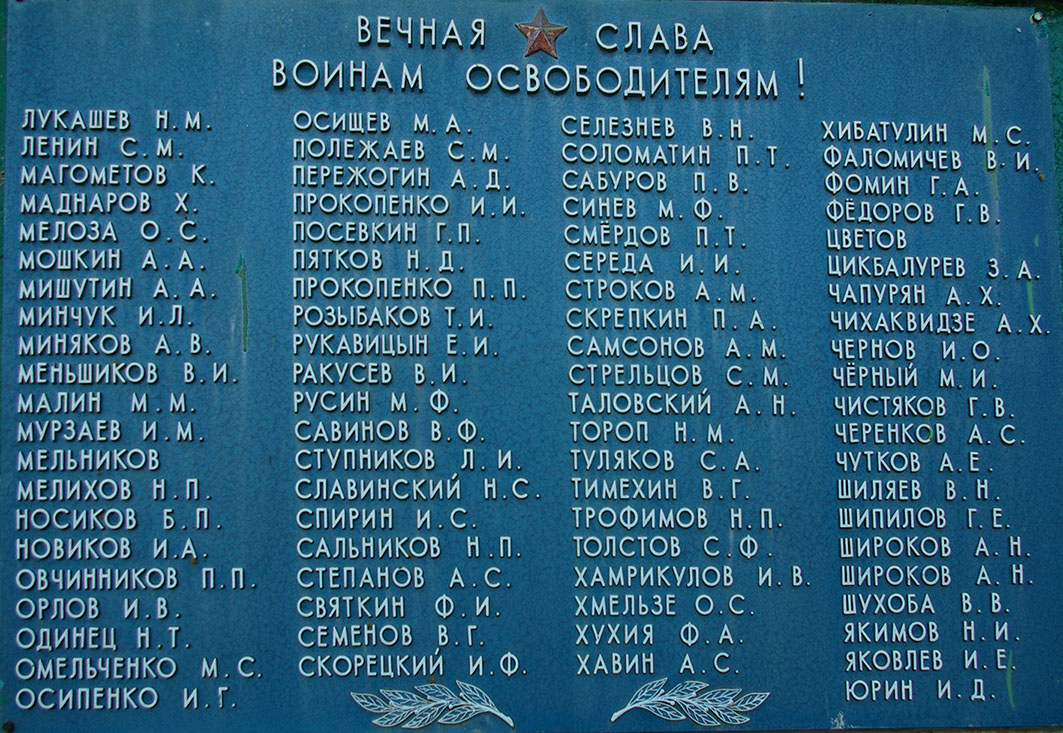 ВЕЧНАЯ СЛАВА
ВОИНАМ ОСВОБОДИТЕЛЯМ!
ЛУКАШЕВ Н.М.
ЛЕНИН С.М.
МАГОМЕТОВ К.
МАДНАРОВ Х.
МЕЛОЗА О.С.
МОШКИН А.А.
МИШУТИН А.А.
МИНЧУК И.Л.
МИНЯКОВ А.В.
МЕНЬШИКОВ В.И.
МАЛИН М.М.
МУРЗАЕВ И.М.
МЕЛЬНИКОВ
МЕЛИХОВ Н.П.
НОСИКОВ Б.П.
НОВИКОВ И.А.
ОВЧИННИКОВ П.П.
ОРЛОВ И.В.
ОДИНЕЦ Н.Т.
ОМЕЛЬЧЕНКО М.С.
ОСИПЕНКО И.Г.
ОСИЩЕВ М.А.
ПОЛЕЖАЕВ С.М.
ПЕРЕЖОГИН А.Д.
ПРОКОПЕНКО И.И.
ПОСЕВКИН Г.П.
ПЯТКОВ Н.Д.
ПРОКОПЕНКО П.П.
РОЗЫБАКОВ Т.И.
РУКАВИЦЫН Е.И.
РАКУСЕВ В.И.
РУСИН М.Ф.
САВИНОВ В.Ф.
СТУПНИКОВ Л.И.
СЛАВИНСКИЙ Н.С.
СПИРИН И.С.
САЛЬНИКОВ Н.П.
СТЕПАНОВ А.С.
СВЯТКИН Ф.И.
СЕМЕНОВ В.Г.
СКОРЕЦКИЙ И.Ф.
СЕЛЕЗНЕВ В.Н.
СОЛОМАТИН П.Т.
САБУРОВ П.В.
СИНЕВ М.Ф.
СМЁРДОВ П.Т.
СЕРЕДА И.И.
СТРОКОВ А.М.
СКРЕПКИН П.А.
САМСОНОВ А.М.
СТРЕЛЬЦОВ С.М.
ТАЛОВСКИЙ А.Н.
ТОРОП Н.М.
ТУЛЯКОВ С.А.
ТИМЕХИН В.Г.
ТРОФИМОВ Н.П.
ТОЛСТОВ С.Ф.
ХАМРИКУЛОВ И.В.
ХМЕЛЬЗЕ О.С.
ХУХИЯ Ф.А.
ХАВИН А.С.
ХИБАТУЛИН М.С.
ФАЛОМИЧЕВ В.И.
ФОМИН Г.А.
ФЁДОРОВ Г.В.
ЦВЕТОВ
ЦИКБАЛУРЕВ З.А.
ЧАПУРЯН А.Х.
ЧИХАКВИДЗЕ А.Х.
ЧЕРНОВ И.О.
ЧЁРНЫЙ М.И.
ЧИСТЯКОВ Г.В.
ЧЕРЕНКОВ А.С.
ЧУТКОВ А.Е.
ШИЛЯЕВ В.Н.
ШИПИЛОВ Г.Е.
ШИРОКОВ А.Н.
ШИРОКОВ А.Н.
ШУХОБА В.В.
ЯКИМОВ Н.И.
ЯКОВЛЕВ И.Е.
ЮРИН И.Д.